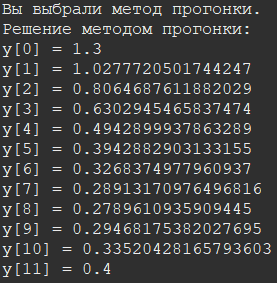 Вы выбрали метод прогонки.
Решение методом прогонки:
y[0] = 1.3
y[1] = 1.0277720501744247
y[2] = 0.8064687611882029
y[3] = 0.6302945465837474
y[4] = 0.4942899937863289
y[5] = 0.3942882903133155
y[6] = 0.3268374977960937
y[7] = 0.28913170976496816
y[8] = 0.2789610935909445
y[9] = 0.29468175382027695
y[10] = 0.33520428165793603
y[11] = 0.4